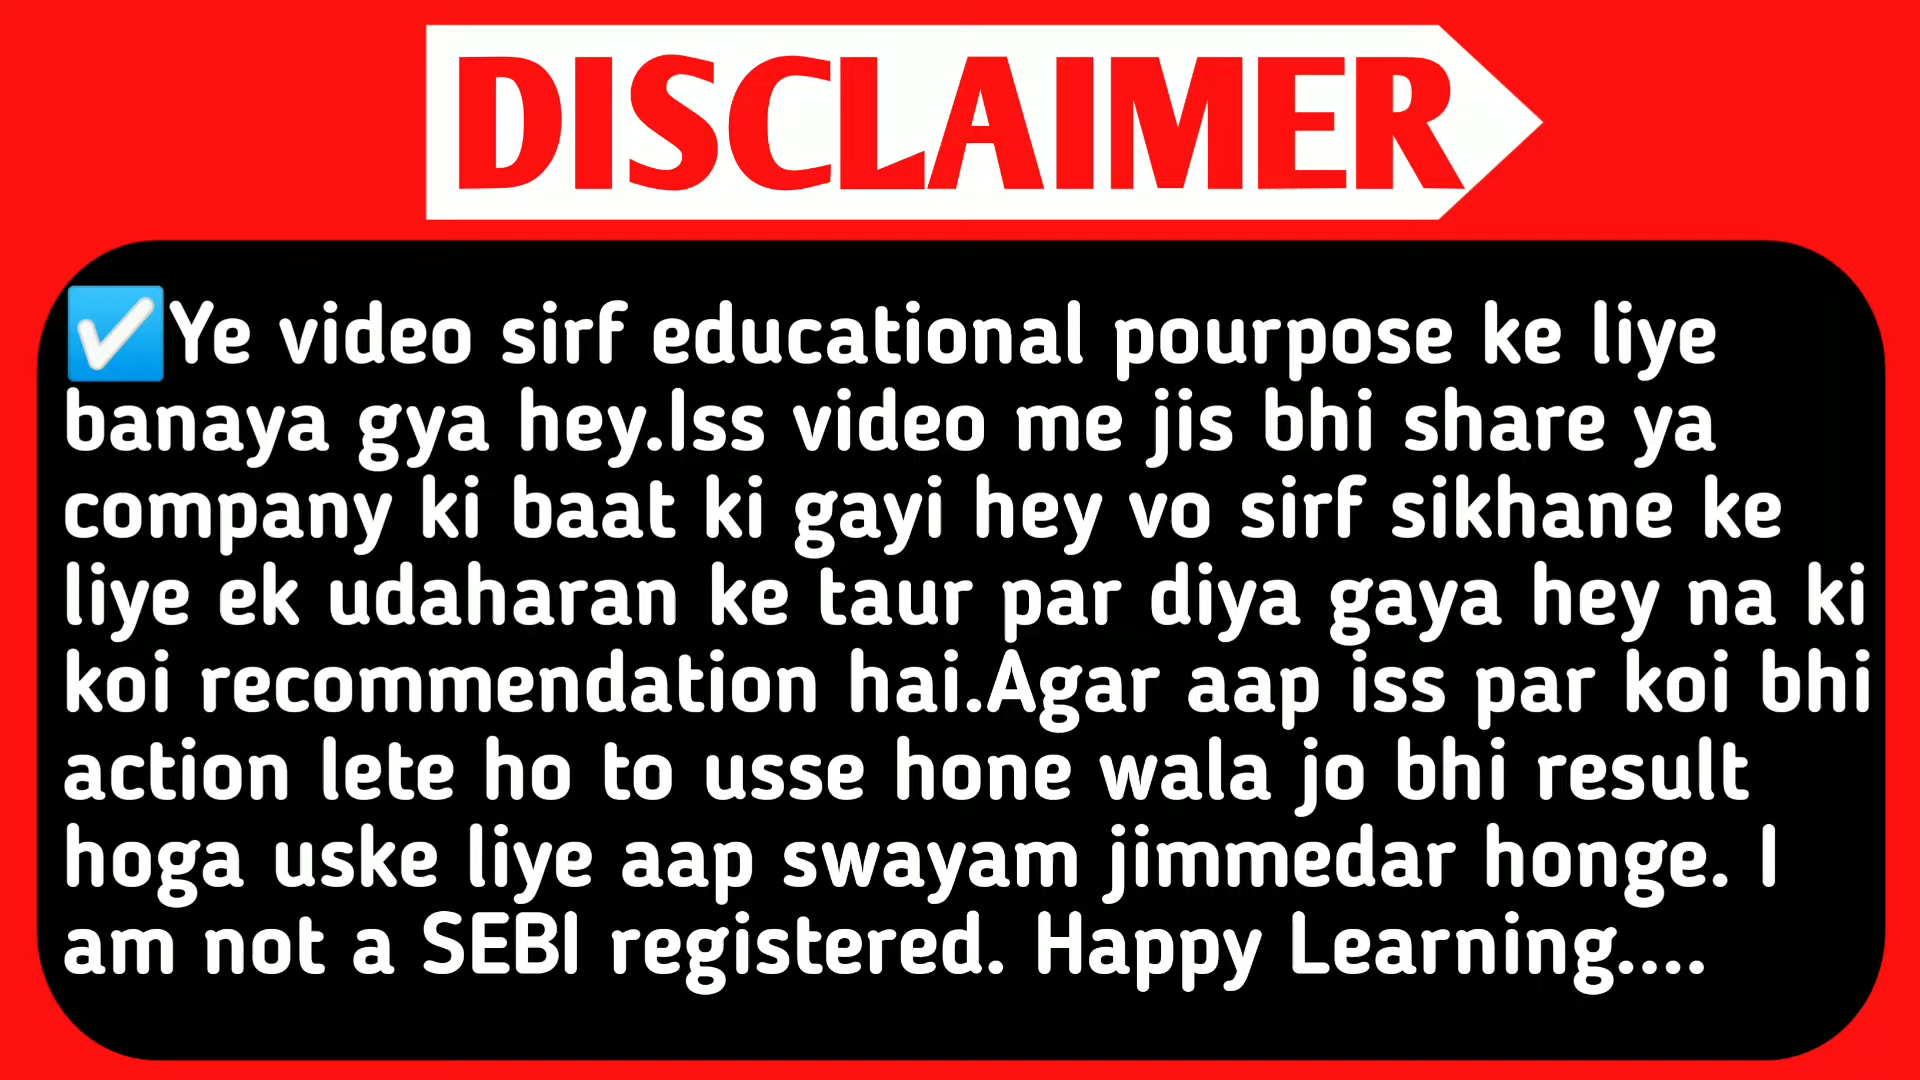 DISCLAIMER
✅Ye video sirf educational pourpose ke liye
banaya gya hey.Iss video me jis bhi share ya
company ki baat ki gayi hey vo sirf sikhane ke
liye ek udaharan ke taur par diya gaya hey na ki
koi recommendation hai.Agar aap iss par koi bhi
action lete ho to usse hone wala jo bhi result
hoga uske liye aap swayam jimmedar honge. I
am not a SEBI registered. Happy Learning....